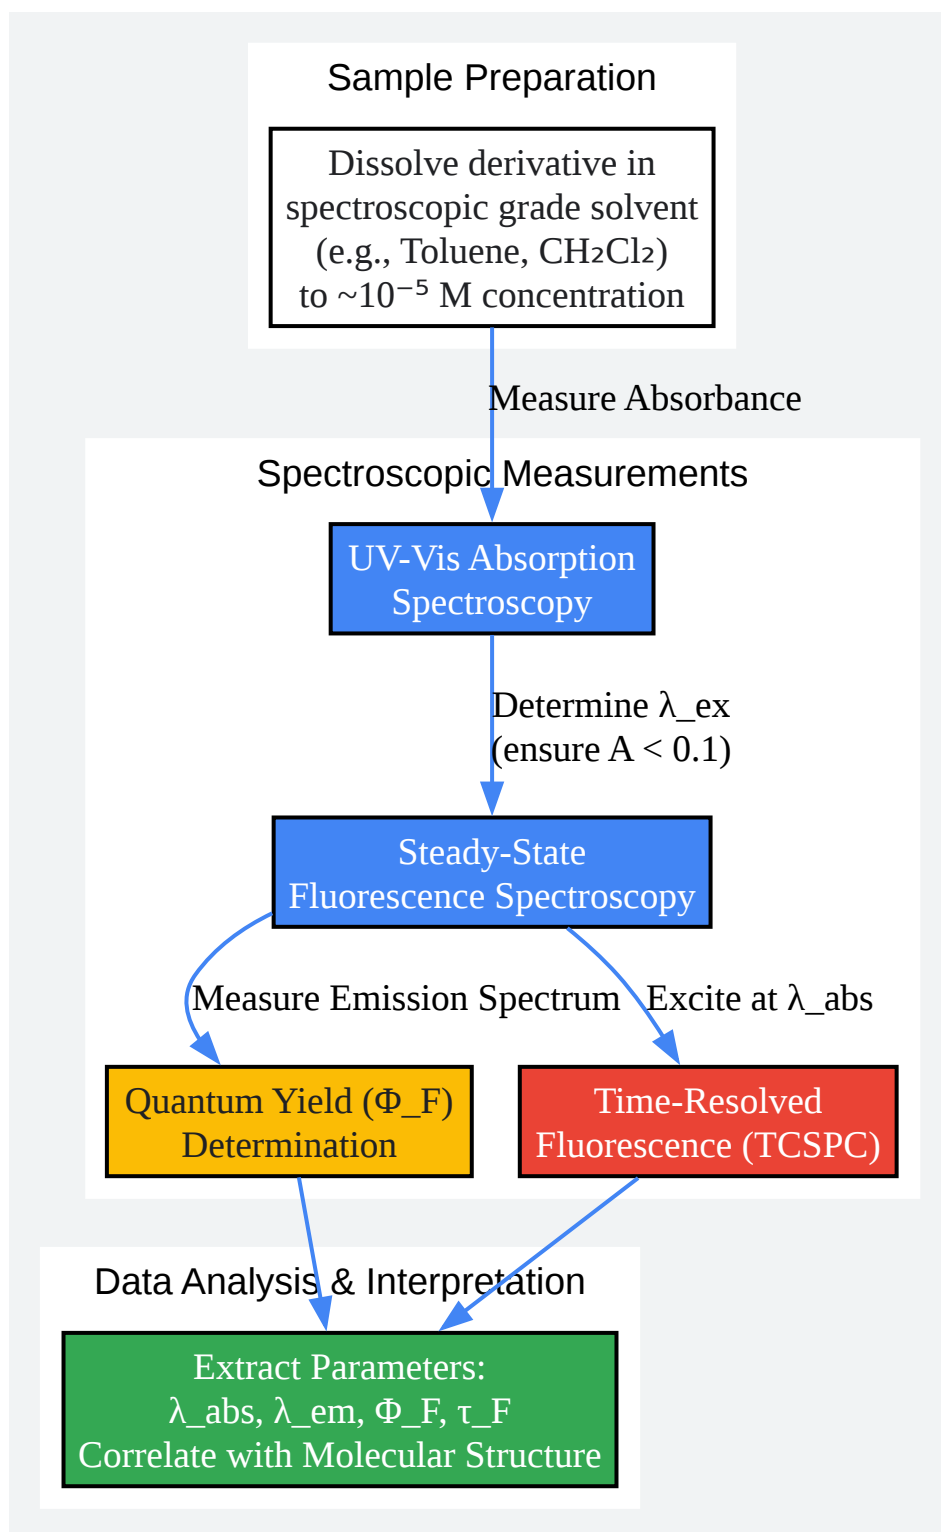 Sample Preparation
Dissolve derivative in
spectroscopic grade solvent
(e.g., Toluene, CH₂Cl₂)
to ~10⁻⁵ M concentration
Measure Absorbance
Spectroscopic Measurements
UV-Vis Absorption
Spectroscopy
Determine λ_ex
(ensure A < 0.1)
Steady-State
Fluorescence Spectroscopy
Measure Emission Spectrum
Excite at λ_abs
Quantum Yield (Φ_F)
Determination
Time-Resolved
Fluorescence (TCSPC)
Data Analysis & Interpretation
Extract Parameters:
λ_abs, λ_em, Φ_F, τ_F
Correlate with Molecular Structure